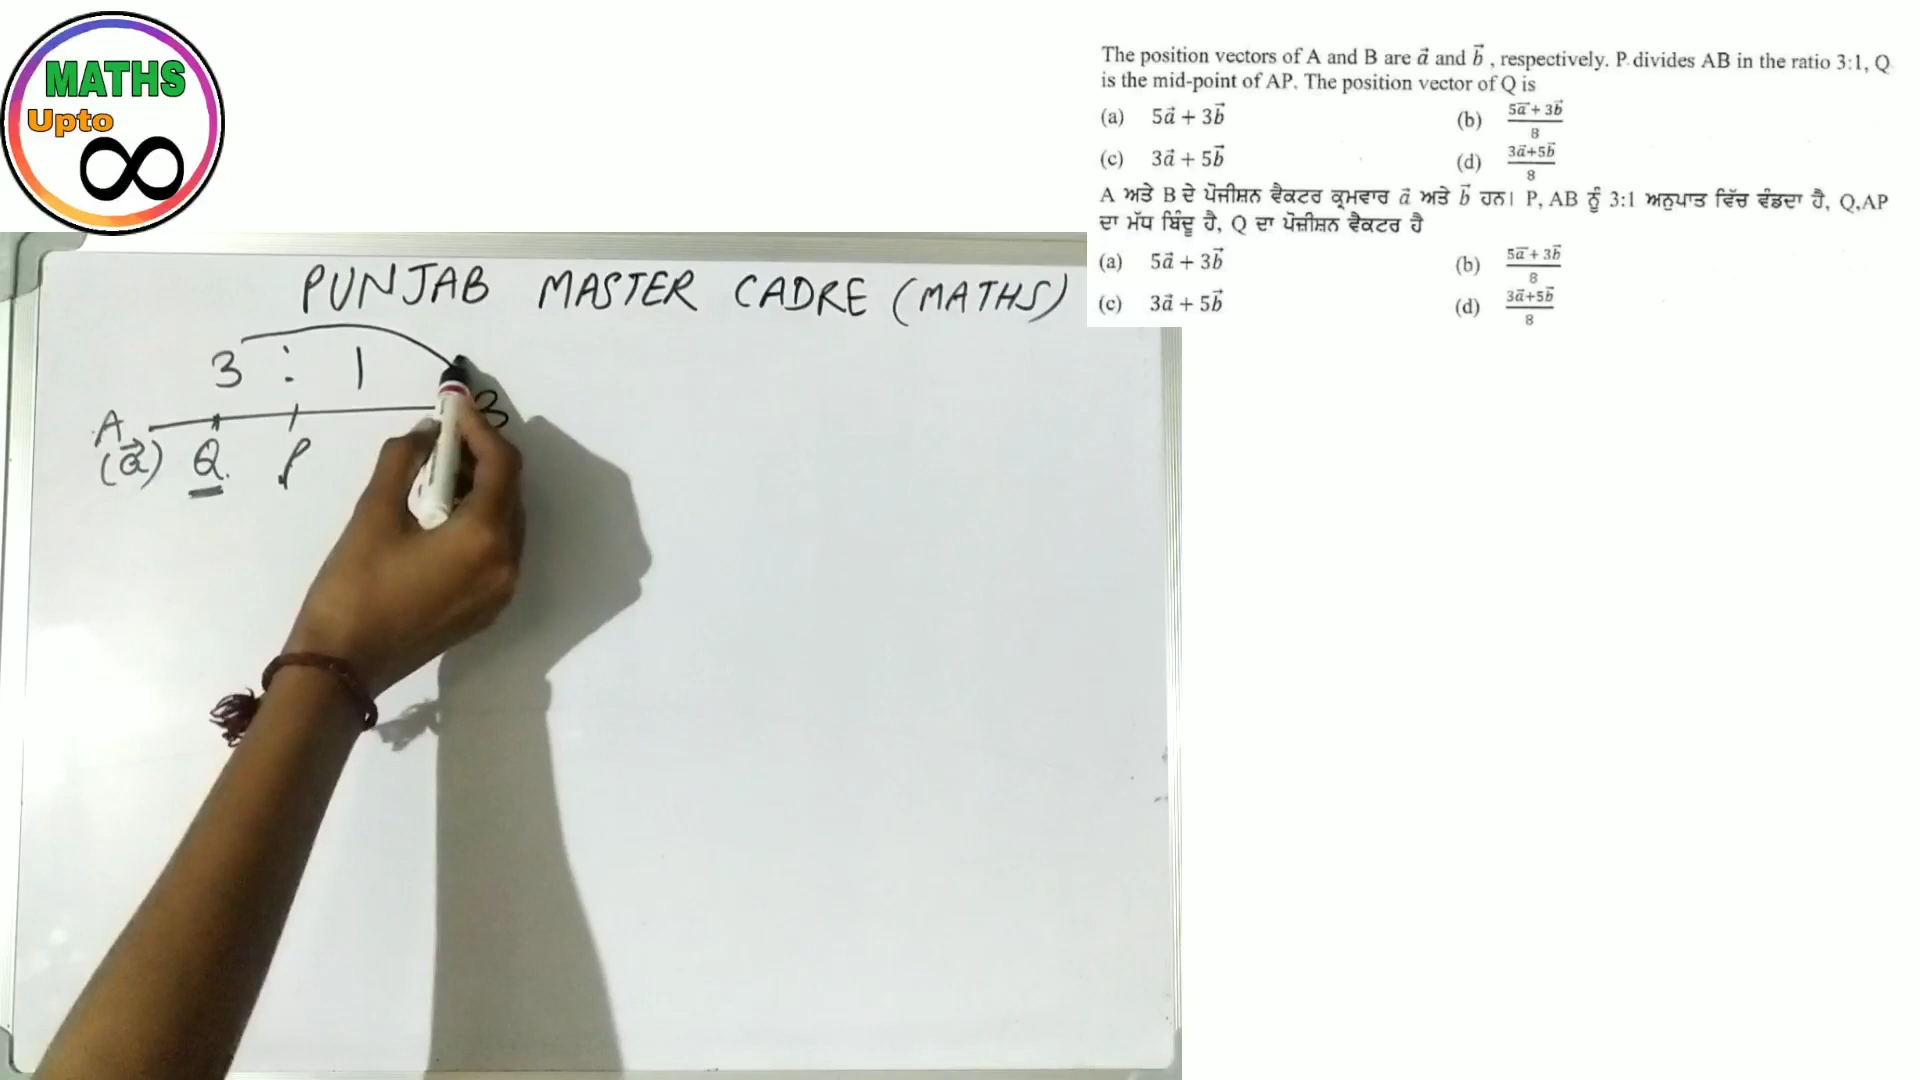 MATHS
Upto
∞
The position vectors of A and B are a⃗ and b⃗ , respectively. P divides AB in the ratio 3:1, Q
is the mid-point of AP. The position vector of Q is
(a) 5a⃗ + 3b⃗ (b) (5a⃗ + 3b⃗)/8
(c) 3a⃗ + 5b⃗ (d) (3a⃗+5b⃗)/8
A ਅਤੇ B ਦੇ ਪੋਜੀਸ਼ਨ ਵੈਕਟਰ ਕ੍ਰਮਵਾਰ a⃗ ਅਤੇ b⃗ ਹਨ। P, AB ਨੂੰ 3:1 ਅਨੁਪਾਤ ਵਿੱਚ ਵੰਡਦਾ ਹੈ, Q,AP
ਦਾ ਮੱਧ ਬਿੰਦੂ ਹੈ, Q ਦਾ ਪੋਜ਼ੀਸ਼ਨ ਵੈਕਟਰ ਹੈ
(a) 5a⃗ + 3b⃗ (b) (5a⃗ + 3b⃗)/8
(c) 3a⃗ + 5b⃗ (d) (3a⃗+5b⃗)/8
PUNJAB MASTER CADRE (MATHS)
3 : 1
A B
(a⃗) Q P